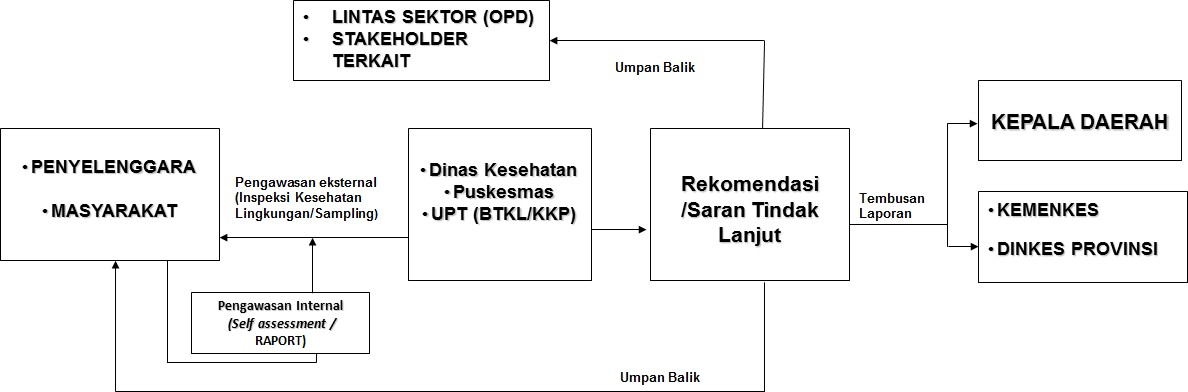 • LINTAS SEKTOR (OPD)
• STAKEHOLDER
TERKAIT
Umpan Balik
KEPALA DAERAH
• PENYELENGGARA
• MASYARAKAT
Pengawasan eksternal
(Inspeksi Kesehatan
Lingkungan/Sampling)
• Dinas Kesehatan
• Puskesmas
• UPT (BTKL/KKP)
Rekomendasi
/Saran Tindak
Lanjut
Tembusan
Laporan
• KEMENKES
• DINKES PROVINSI
Pengawasan Internal
(Self assessment /
RAPORT)
Umpan Balik